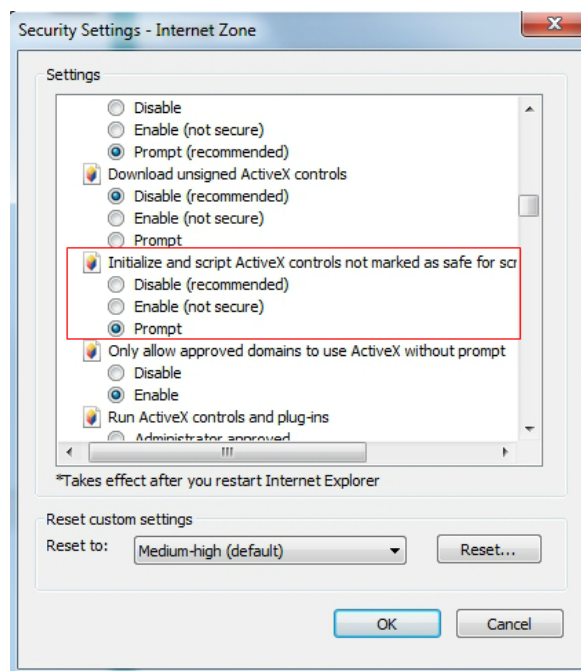 Security Settings - Internet Zone
Settings
Disable
Enable (not secure)
Prompt (recommended)
Download unsigned ActiveX controls
Disable (recommended)
Enable (not secure)
Prompt
Initialize and script ActiveX controls not marked as safe for scr
Disable (recommended)
Enable (not secure)
Prompt
Only allow approved domains to use ActiveX without prompt
Disable
Enable
Run ActiveX controls and plug-ins
Administrator approved
*Takes effect after you restart Internet Explorer
Reset custom settings
Reset to: Medium-high (default) Reset...
OK Cancel